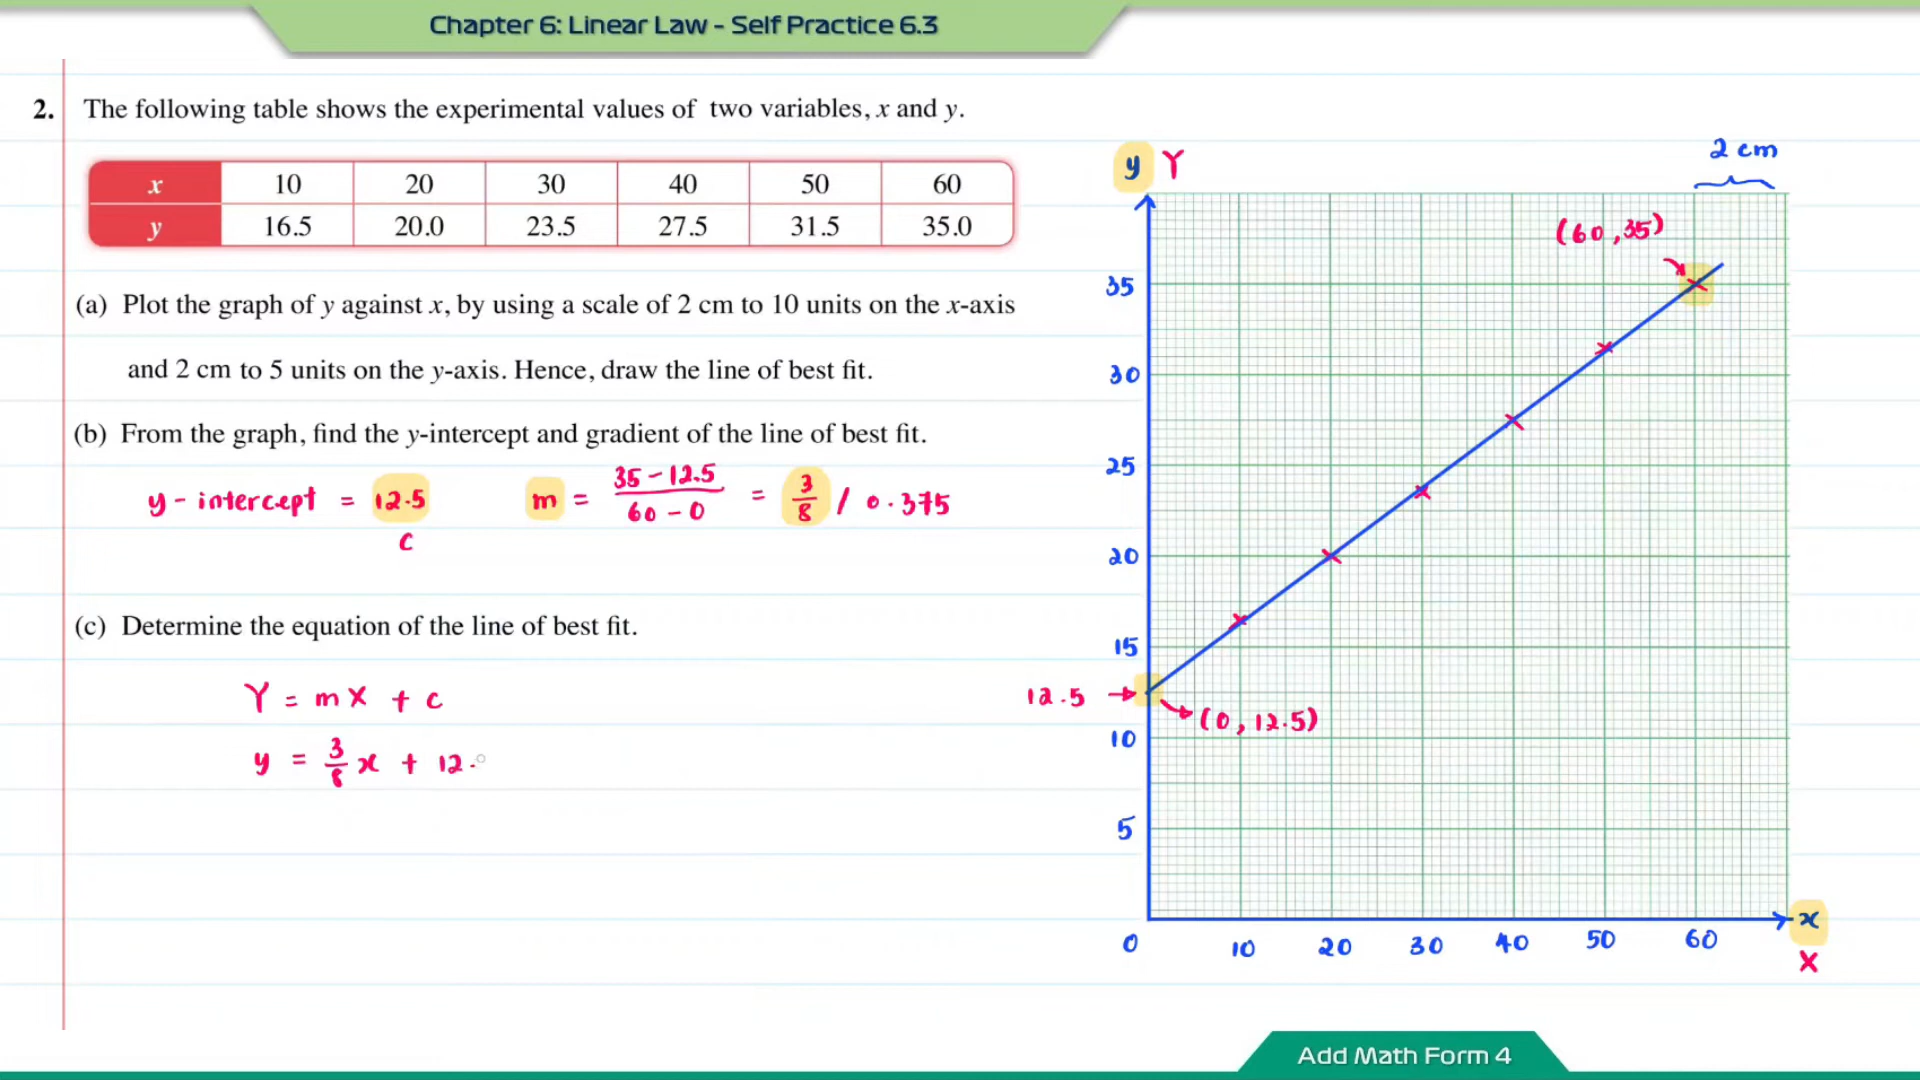 Chapter 6: Linear Law - Self Practice 6.3
2. The following table shows the experimental values of two variables, x and y.
x 10 20 30 40 50 60
y 16.5 20.0 23.5 27.5 31.5 35.0
(a) Plot the graph of y against x, by using a scale of 2 cm to 10 units on the x-axis
and 2 cm to 5 units on the y-axis. Hence, draw the line of best fit.
(b) From the graph, find the y-intercept and gradient of the line of best fit.
y - intercept = 12.5
c
m = (35 - 12.5)/(60 - 0) = 3/8 / 0.375
(c) Determine the equation of the line of best fit.
Y = mX + c
y = 3/8 x + 12.
y Y
2 cm
(60, 35)
35
30
25
20
15
12.5
(0, 12.5)
10
5
0 10 20 30 40 50 60
x
X
Add Math Form 4